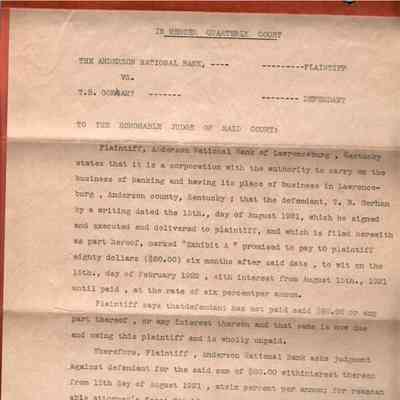 IN MERCER QUARTERLY COURT
THE ANDERSON NATIONAL BANK, ---- ---------PLAINTIFF
VS.
T.B. ------- -------- DEFENDANT
TO THE HONORABLE JUDGE OF SAID COURT:
Plaintiff, Anderson National Bank of Lawrenceburg , Kentucky
states that it is a corporation with the authority to carry on the
business of banking and having its place of business in Lawrence-
burg , Anderson county, Kentucky ; that the defendant, T. B. Gorham
by a writing dated the 15th., day of August 1921, which he signed
and executed and delivered to plaintiff, and which is filed herewith
as part hereof, marked "Exhibit A " promised to pay to plaintiff
eighty dollars ($80.00) six months after said date , to wit on the
15th., day of February 1922 , with interest from August 15th., 1921
until paid , at the rate of six percentper annum.
Plaintiff says thatdefendant has not paid said $80.00 or any
part thereof , or any interest thereon and that same is now due
and owing this plaintiff and is wholly unpaid.
Wherefore, Plaintiff , Anderson National Bank asks judgment
against defendant for the said sum of $80.00 withinterest thereon
from 15th day of August 1921 , atsix percent per annum; for reason
able attorney's